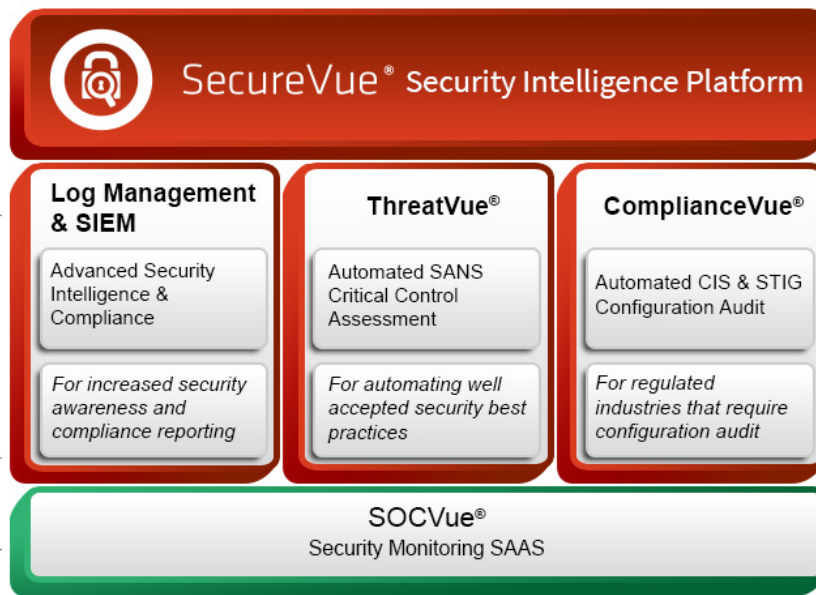 SecureVue® Security Intelligence Platform
Log Management
& SIEM
Advanced Security
Intelligence &
Compliance
For increased security
awareness and
compliance reporting
ThreatVue®
Automated SANS
Critical Control
Assessment
For automating well
accepted security best
practices
ComplianceVue®
Automated CIS & STIG
Configuration Audit
For regulated
industries that require
configuration audit
SOCVue®
Security Monitoring SAAS